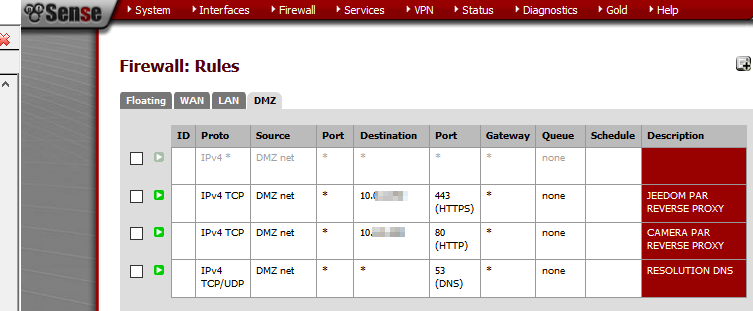 Sense
System Interfaces Firewall Services VPN Status Diagnostics Gold Help
Firewall: Rules
Floating WAN LAN DMZ
ID Proto Source Port Destination Port Gateway Queue Schedule Description
IPv4 * DMZ net * * * * none
IPv4 TCP DMZ net * 10. 443 * none JEEDOM PAR
(HTTPS) REVERSE PROXY
IPv4 TCP DMZ net * 10. 80 * none CAMERA PAR
(HTTP) REVERSE PROXY
IPv4 DMZ net * * 53 * none RESOLUTION DNS
TCP/UDP (DNS)